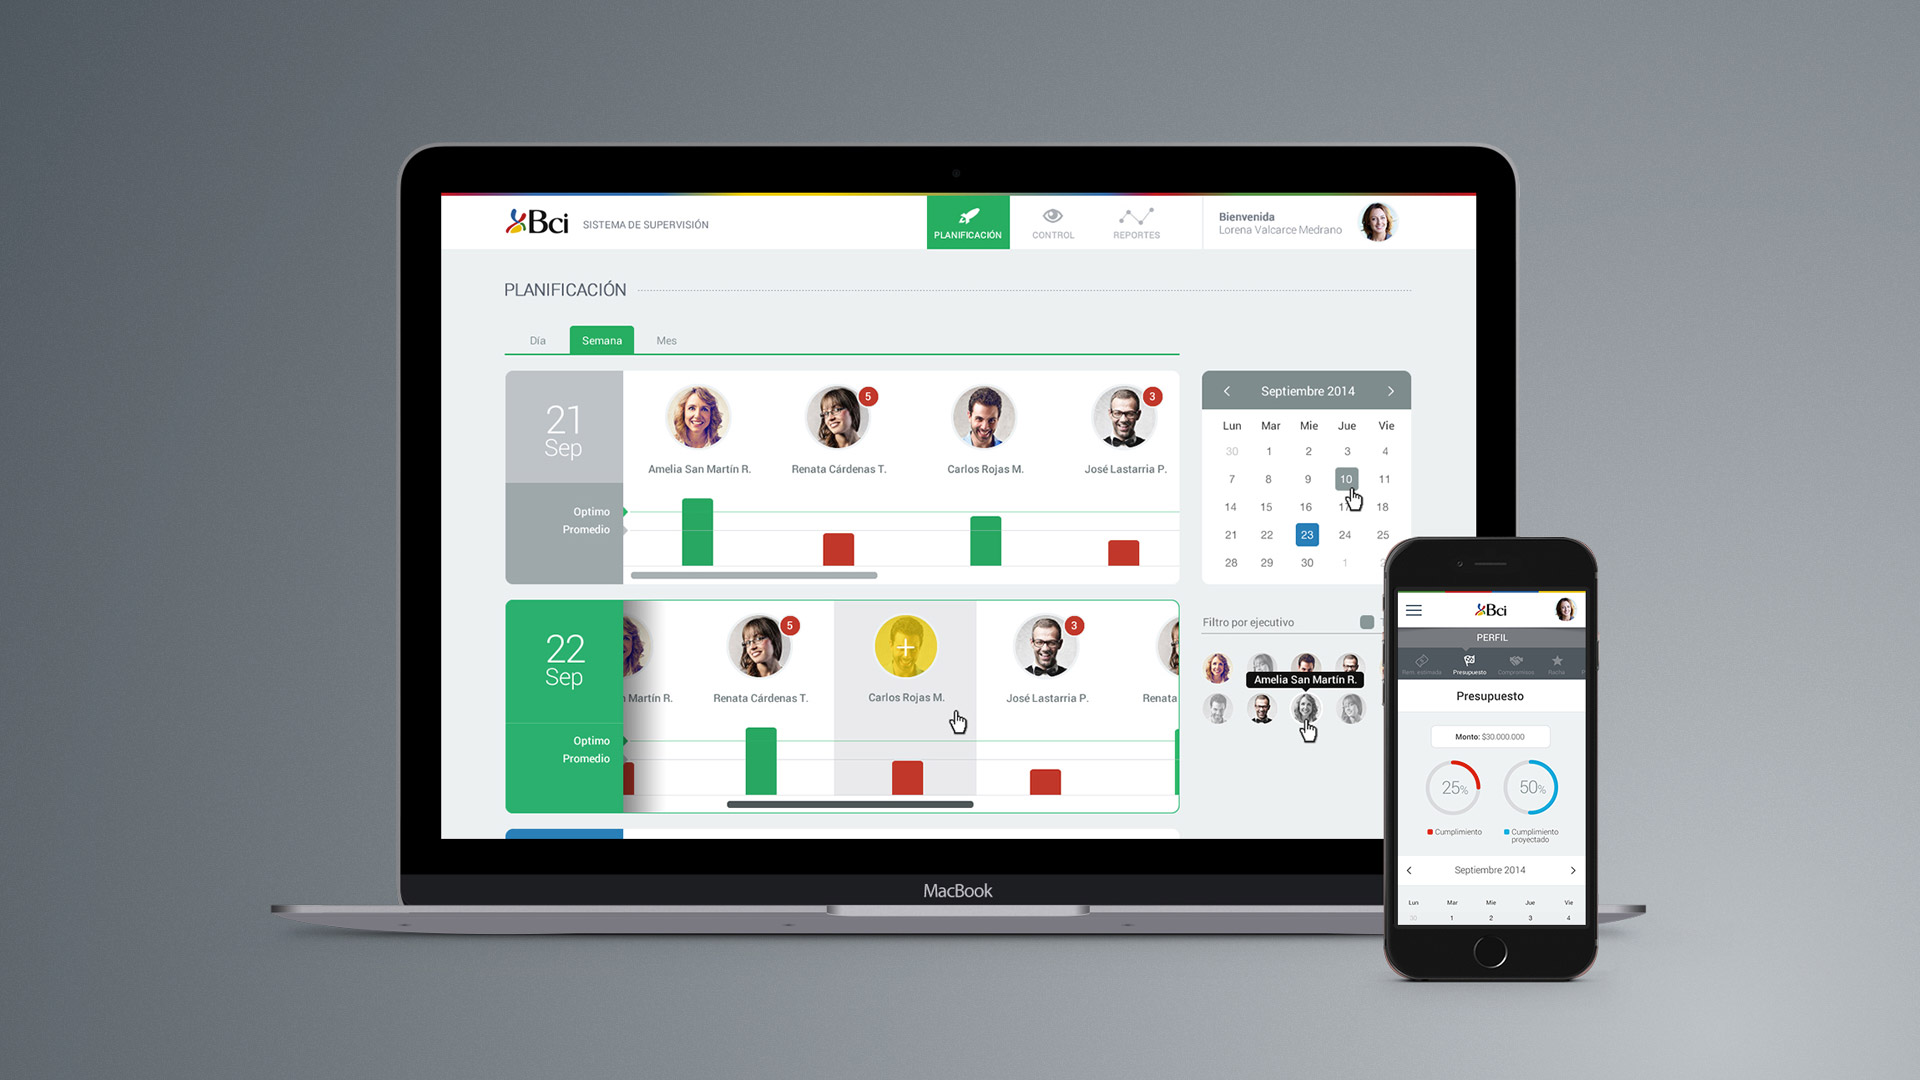 Bci SISTEMA DE SUPERVISIÓN
PLANIFICACIÓN
CONTROL
REPORTES
Bienvenida
Lorena Valcarce Medrano
PLANIFICACIÓN
Día
Semana
Mes
21
Sep
5
3
Amelia San Martín R.
Renata Cárdenas T.
Carlos Rojas M.
José Lastarria P.
Optimo
Promedio
22
Sep
5
3
n Martín R.
Renata Cárdenas T.
Carlos Rojas M.
José Lastarria P.
Renata
Optimo
Promedio
Septiembre 2014
Lun Mar Mie Jue Vie
30 1 2 3 4
7 8 9 10 11
14 15 16 17 18
21 22 23 24 25
28 29 30 1
Filtro por ejecutivo
Amelia San Martín R.
MacBook
Bci
PERFIL
Presupuesto
Compromisos
Racha
Presupuesto
Monto: $30.000.000
25%
50%
Cumplimiento
Cumplimiento
proyectado
Septiembre 2014
Lun Mar Mie Jue Vie
30 1 2 3 4